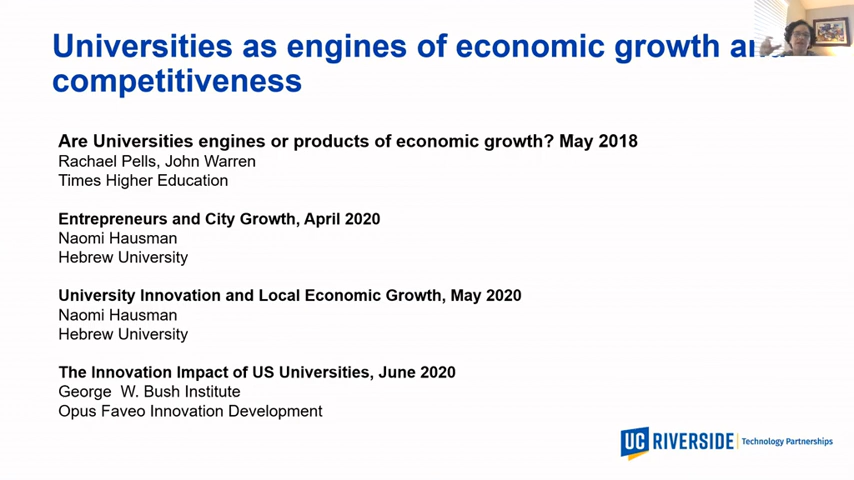 Universities as engines of economic growth and
competitiveness
Are Universities engines or products of economic growth? May 2018
Rachael Pells, John Warren
Times Higher Education
Entrepreneurs and City Growth, April 2020
Naomi Hausman
Hebrew University
University Innovation and Local Economic Growth, May 2020
Naomi Hausman
Hebrew University
The Innovation Impact of US Universities, June 2020
George W. Bush Institute
Opus Faveo Innovation Development
UC RIVERSIDE Technology Partnerships